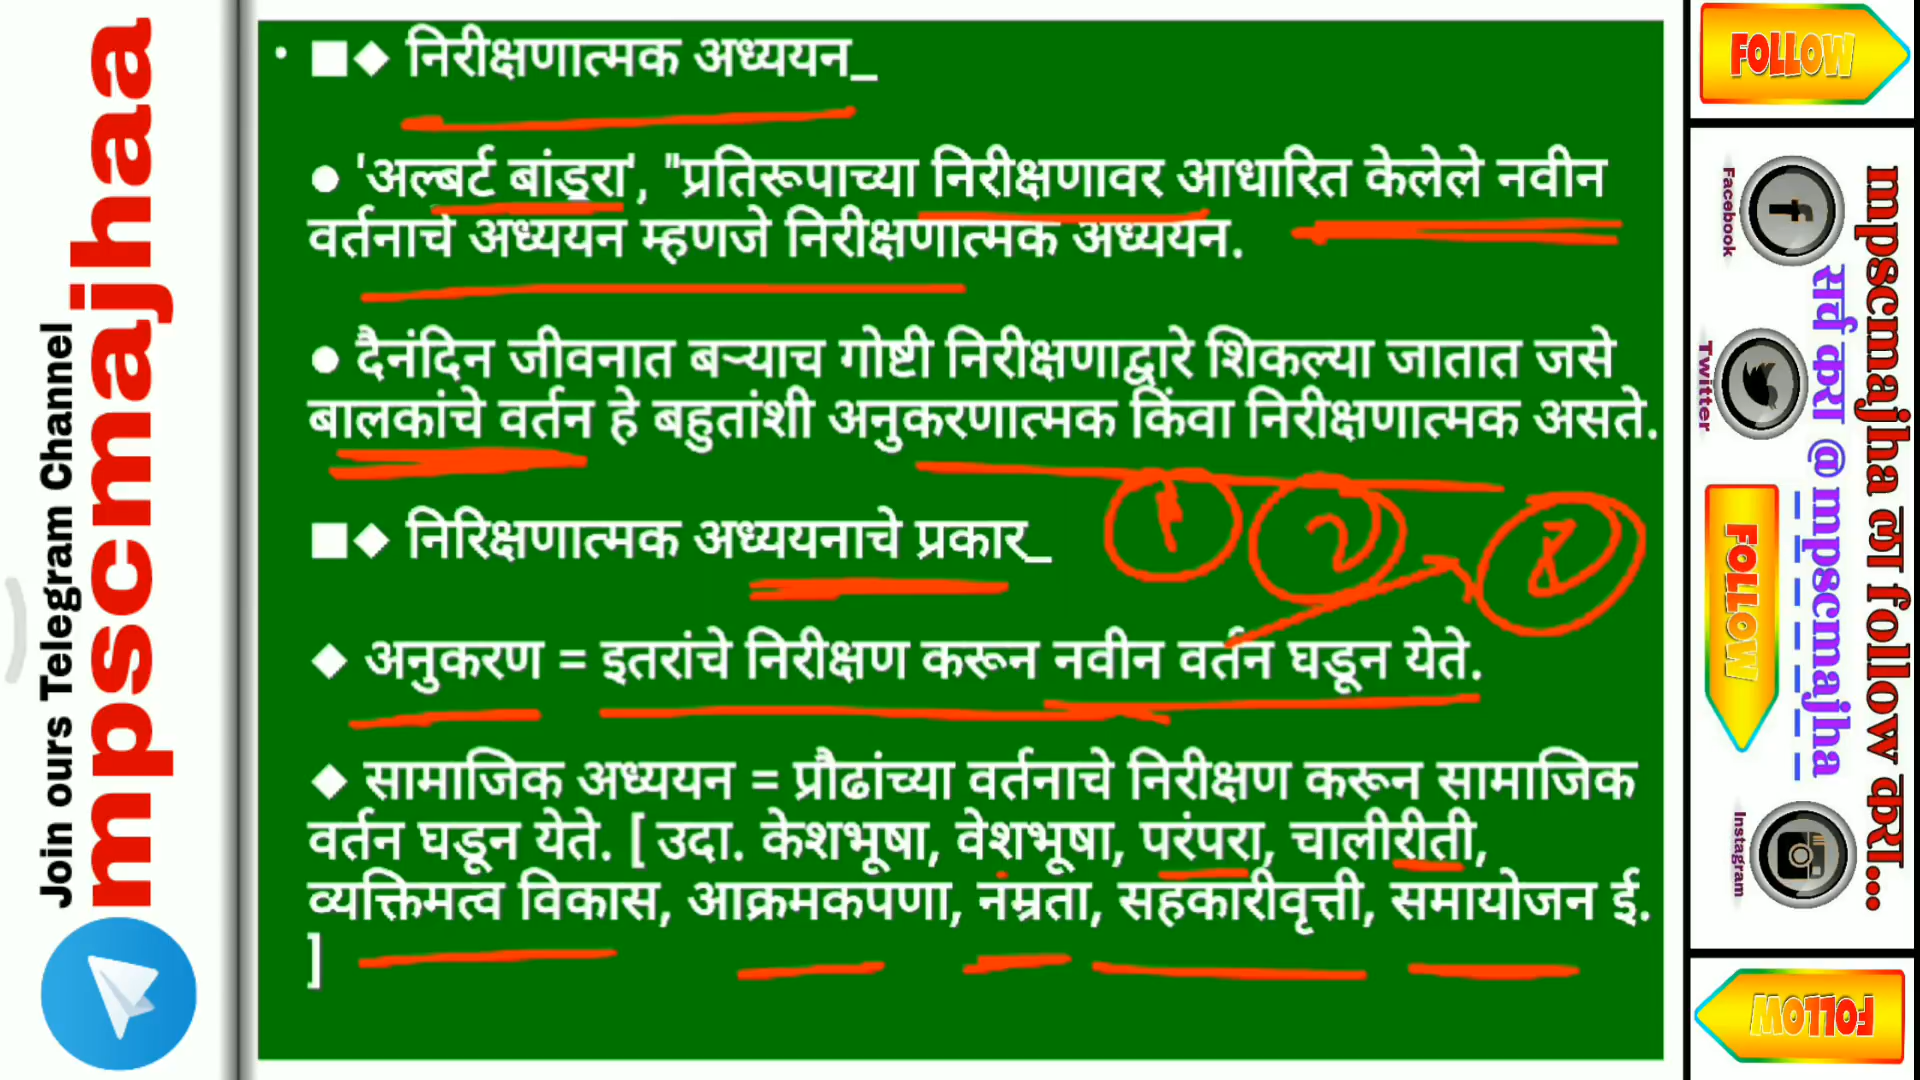 Join ours Telegram Channel
mpscmajhaa
• ■◆ निरीक्षणात्मक अध्ययन_
● 'अल्बर्ट बांडुरा', "प्रतिरूपाच्या निरीक्षणावर आधारित केलेले नवीन
वर्तनाचे अध्ययन म्हणजे निरीक्षणात्मक अध्ययन.
● दैनंदिन जीवनात बऱ्याच गोष्टी निरीक्षणाद्वारे शिकल्या जातात जसे
बालकांचे वर्तन हे बहुतांशी अनुकरणात्मक किंवा निरीक्षणात्मक असते.
■◆ निरिक्षणात्मक अध्ययनाचे प्रकार_
१ २ ४
◆ अनुकरण = इतरांचे निरीक्षण करून नवीन वर्तन घडून येते.
◆ सामाजिक अध्ययन = प्रौढांच्या वर्तनाचे निरीक्षण करून सामाजिक
वर्तन घडून येते. [ उदा. केशभूषा, वेशभूषा, परंपरा, चालीरीती,
व्यक्तिमत्व विकास, आक्रमकपणा, नम्रता, सहकारीवृत्ती, समायोजन ई.
]
FOLLOW
mpscmajha ला follow करा...
सर्च करा @mpscmajha
Facebook
Twitter
Instagram
FOLLOW
FOLLOW